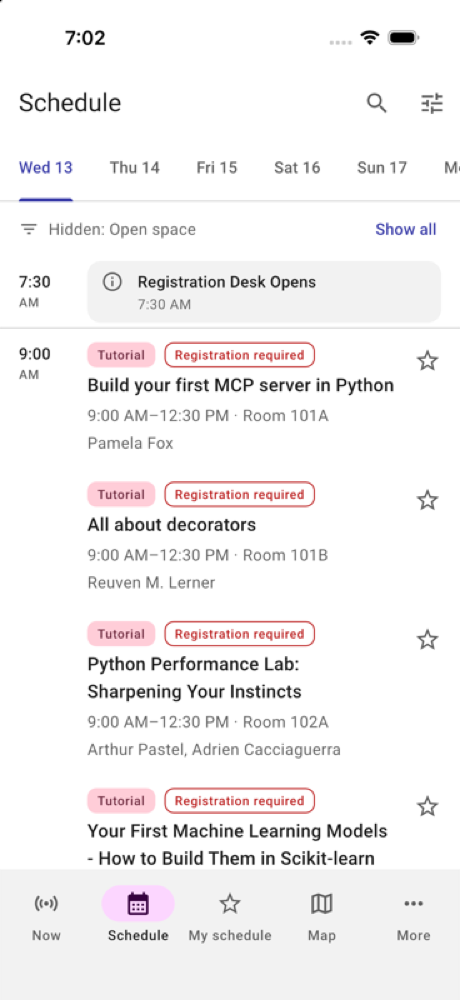 7:02
Schedule
Wed 13 Thu 14 Fri 15 Sat 16 Sun 17
Hidden: Open space Show all
7:30 AM
Registration Desk Opens
7:30 AM
9:00 AM
Tutorial Registration required
Build your first MCP server in Python
9:00 AM–12:30 PM · Room 101A
Pamela Fox
Tutorial Registration required
All about decorators
9:00 AM–12:30 PM · Room 101B
Reuven M. Lerner
Tutorial Registration required
Python Performance Lab:
Sharpening Your Instincts
9:00 AM–12:30 PM · Room 102A
Arthur Pastel, Adrien Cacciaguerra
Tutorial Registration required
Your First Machine Learning Models
- How to Build Them in Scikit-learn
Now Schedule My schedule Map More